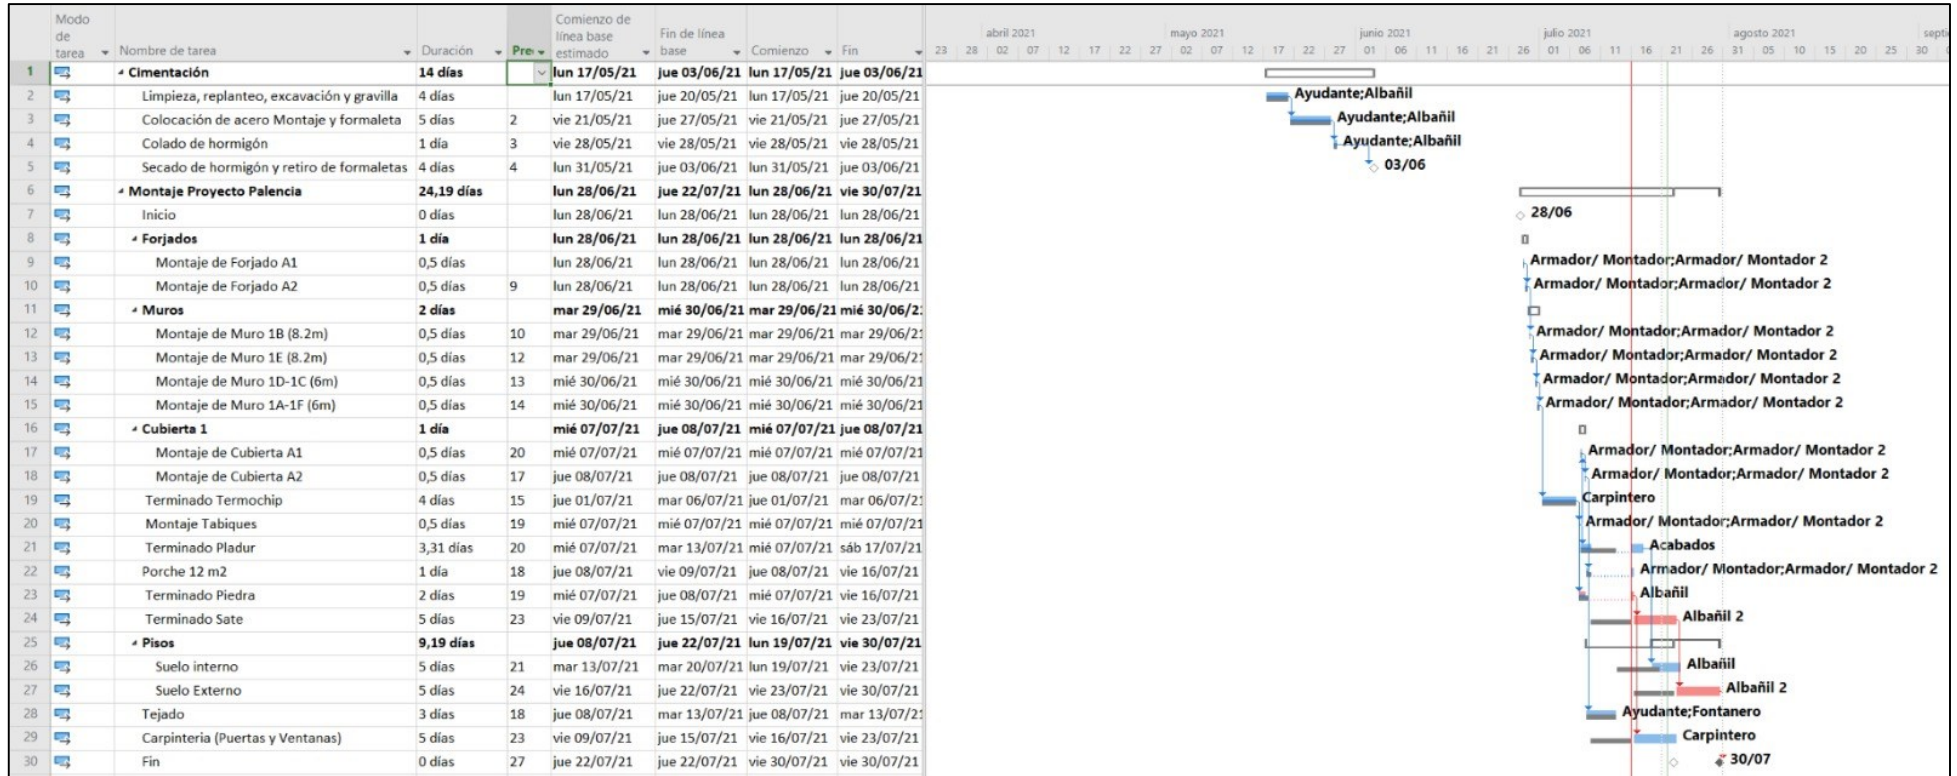 Modo de tarea Nombre de tarea Duración Pre Comienzo de línea base estimado Fin de línea base Comienzo Fin
abril 2021 mayo 2021 junio 2021 julio 2021 agosto 2021
23 28 02 07 12 17 22 27 02 07 12 17 22 27 01 06 11 16 21 26 01 06 11 16 21 26 31 05 10 15 20 25 30
1 Cimentación 14 días lun 17/05/21 jue 03/06/21 lun 17/05/21 jue 03/06/21
2 Limpieza, replanteo, excavación y gravilla 4 días lun 17/05/21 jue 20/05/21 lun 17/05/21 jue 20/05/21 Ayudante;Albañil
3 Colocación de acero Montaje y formaleta 5 días 2 vie 21/05/21 jue 27/05/21 vie 21/05/21 jue 27/05/21 Ayudante;Albañil
4 Colado de hormigón 1 día 3 vie 28/05/21 vie 28/05/21 vie 28/05/21 vie 28/05/21 Ayudante;Albañil
5 Secado de hormigón y retiro de formaletas 4 días 4 lun 31/05/21 jue 03/06/21 lun 31/05/21 jue 03/06/21 03/06
6 Montaje Proyecto Palencia 24,19 días lun 28/06/21 jue 22/07/21 lun 28/06/21 vie 30/07/21
7 Inicio 0 días lun 28/06/21 lun 28/06/21 lun 28/06/21 lun 28/06/21 28/06
8 Forjados 1 día lun 28/06/21 lun 28/06/21 lun 28/06/21 lun 28/06/21
9 Montaje de Forjado A1 0,5 días lun 28/06/21 lun 28/06/21 lun 28/06/21 lun 28/06/21 Armador/ Montador;Armador/ Montador 2
10 Montaje de Forjado A2 0,5 días 9 lun 28/06/21 lun 28/06/21 lun 28/06/21 lun 28/06/21 Armador/ Montador;Armador/ Montador 2
11 Muros 2 días mar 29/06/21 mié 30/06/21 mar 29/06/21 mié 30/06/2
12 Montaje de Muro 1B (8.2m) 0,5 días 10 mar 29/06/21 mar 29/06/21 mar 29/06/21 mar 29/06/21 Armador/ Montador;Armador/ Montador 2
13 Montaje de Muro 1E (8.2m) 0,5 días 12 mar 29/06/21 mar 29/06/21 mar 29/06/21 mar 29/06/21 Armador/ Montador;Armador/ Montador 2
14 Montaje de Muro 1D-1C (6m) 0,5 días 13 mié 30/06/21 mié 30/06/21 mié 30/06/21 mié 30/06/21 Armador/ Montador;Armador/ Montador 2
15 Montaje de Muro 1A-1F (6m) 0,5 días 14 mié 30/06/21 mié 30/06/21 mié 30/06/21 mié 30/06/21 Armador/ Montador;Armador/ Montador 2
16 Cubierta 1 1 día mié 07/07/21 jue 08/07/21 mié 07/07/21 jue 08/07/21
17 Montaje de Cubierta A1 0,5 días 20 mié 07/07/21 mié 07/07/21 mié 07/07/21 mié 07/07/21 Armador/ Montador;Armador/ Montador 2
18 Montaje de Cubierta A2 0,5 días 17 jue 08/07/21 jue 08/07/21 jue 08/07/21 jue 08/07/21 Armador/ Montador;Armador/ Montador 2
19 Terminado Termochip 4 días 15 jue 01/07/21 mar 06/07/21 jue 01/07/21 mar 06/07/21 Carpintero
20 Montaje Tabiques 0,5 días 19 mié 07/07/21 mié 07/07/21 mié 07/07/21 mié 07/07/21 Armador/ Montador;Armador/ Montador 2
21 Terminado Pladur 3,31 días 20 mié 07/07/21 mar 13/07/21 mié 07/07/21 sáb 17/07/21 Acabados
22 Porche 12 m2 1 día 18 jue 08/07/21 vie 09/07/21 jue 08/07/21 vie 16/07/21 Armador/ Montador;Armador/ Montador 2
23 Terminado Piedra 2 días 19 mié 07/07/21 jue 08/07/21 mié 07/07/21 vie 16/07/21 Albañil
24 Terminado Sate 5 días 23 vie 09/07/21 jue 15/07/21 vie 16/07/21 vie 23/07/21 Albañil 2
25 Pisos 9,19 días jue 08/07/21 jue 22/07/21 lun 19/07/21 vie 30/07/21
26 Suelo interno 5 días 21 mar 13/07/21 mar 20/07/21 lun 19/07/21 vie 23/07/21 Albañil
27 Suelo Externo 5 días 24 vie 16/07/21 jue 22/07/21 vie 23/07/21 vie 30/07/21 Albañil 2
28 Tejado 3 días 18 jue 08/07/21 mar 13/07/21 jue 08/07/21 mar 13/07/21 Ayudante;Fontanero
29 Carpinteria (Puertas y Ventanas) 5 días 23 vie 09/07/21 jue 15/07/21 vie 16/07/21 vie 23/07/21 Carpintero
30 Fin 0 días 27 jue 22/07/21 jue 22/07/21 vie 30/07/21 vie 30/07/21 30/07